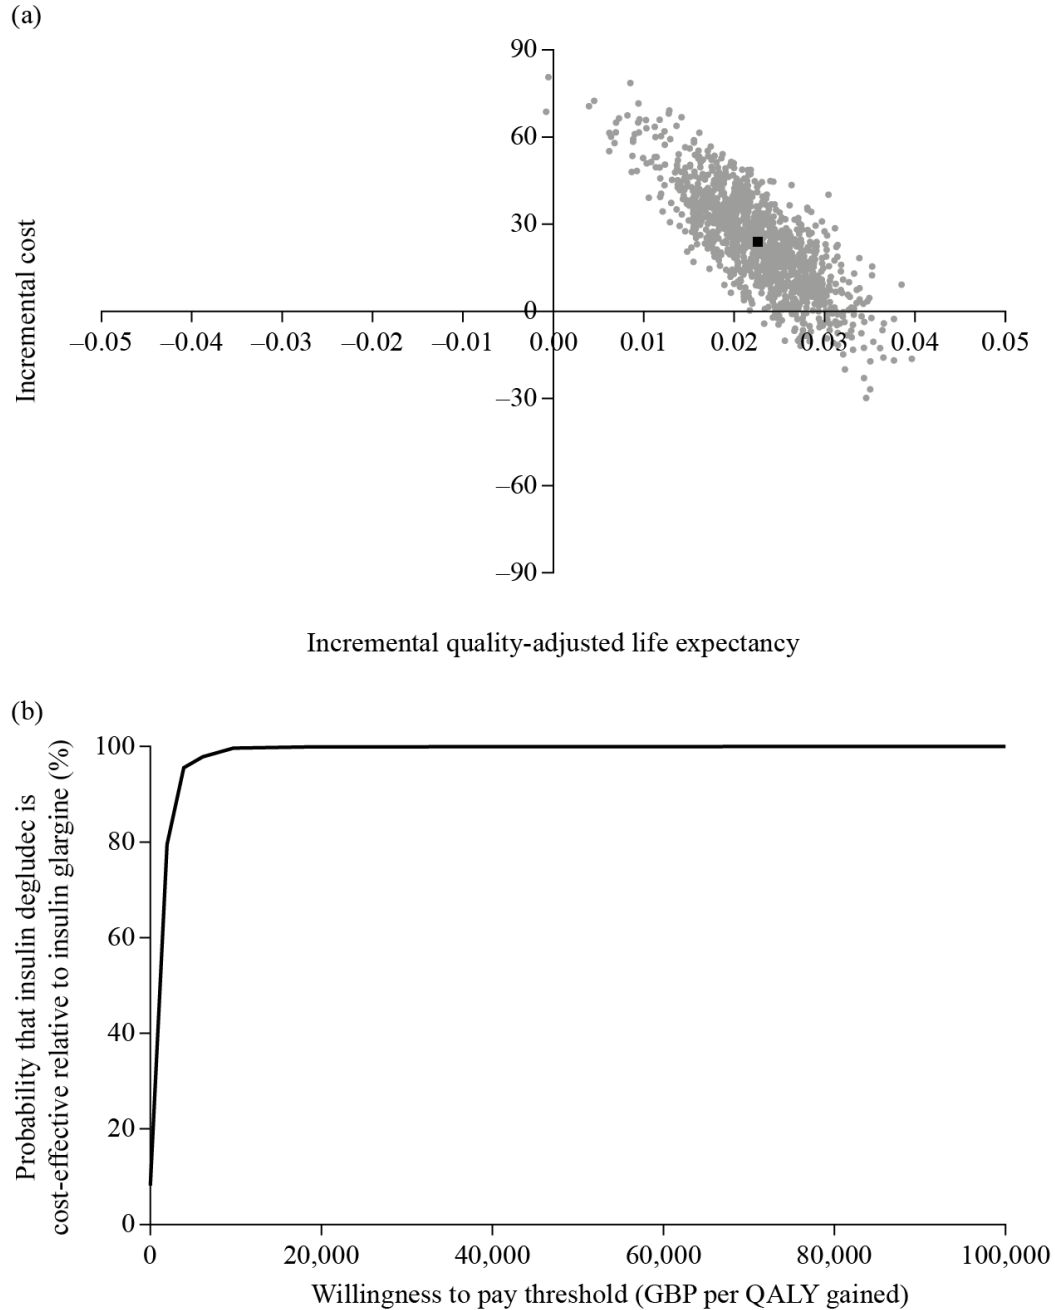 (a)
90
60
30
0
–30
–60
–90
–0.05 –0.04 –0.03 –0.02 –0.01 0.00 0.01 0.02 0.03 0.04 0.05
Incremental cost
Incremental quality-adjusted life expectancy
(b)
100
80
60
40
20
0
Probability that insulin degludec is
cost-effective relative to insulin glargine (%)
0 20,000 40,000 60,000 80,000 100,000
Willingness to pay threshold (GBP per QALY gained)